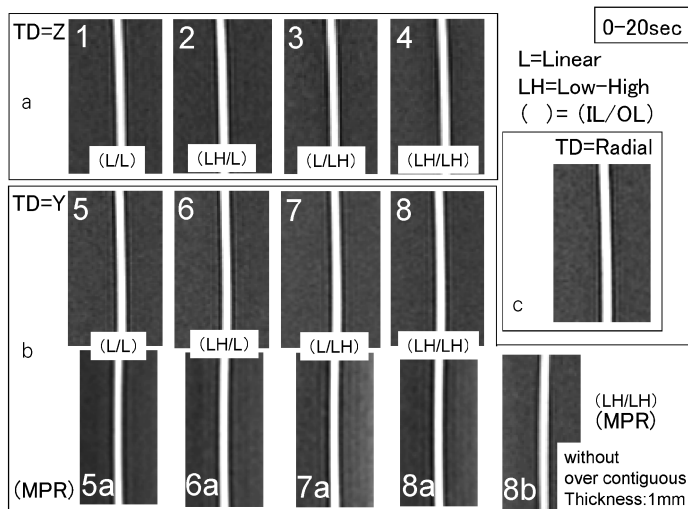 0-20sec
TD=Z
1
2
3
4
L=Linear
LH=Low-High
( )= (IL/OL)
a
(L/L)
(LH/L)
(L/LH)
(LH/LH)
TD=Radial
c
TD=Y
5
6
7
8
b
(L/L)
(LH/L)
(L/LH)
(LH/LH)
(MPR)
5a
6a
7a
8a
8b
(LH/LH)
(MPR)
without
over contiguous
Thickness:1mm